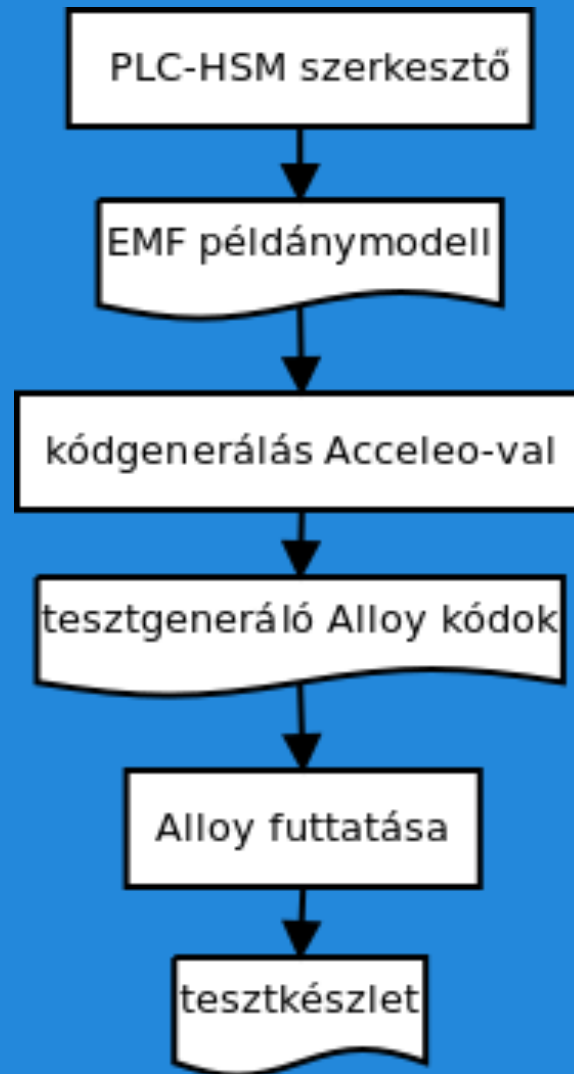 PLC-HSM szerkesztő
EMF példánymodell
kódgenerálás Acceleo-val
tesztgeneráló Alloy kódok
Alloy futtatása
tesztkészlet